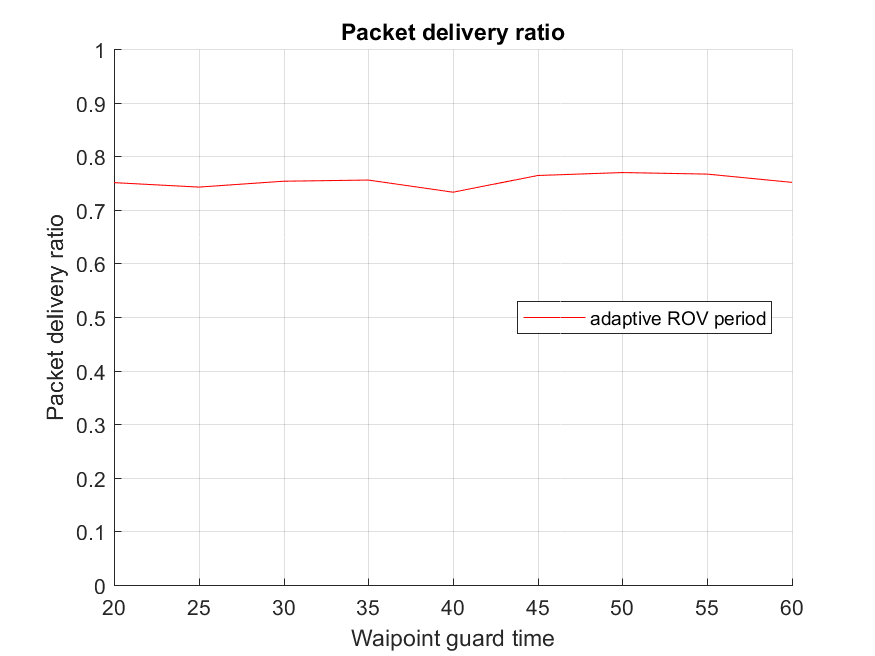 Packet delivery ratio
1
0.9
0.8
0.7
0.6
0.5
0.4
0.3
0.2
0.1
0
Packet delivery ratio
adaptive ROV period
20 25 30 35 40 45 50 55 60
Waipoint guard time